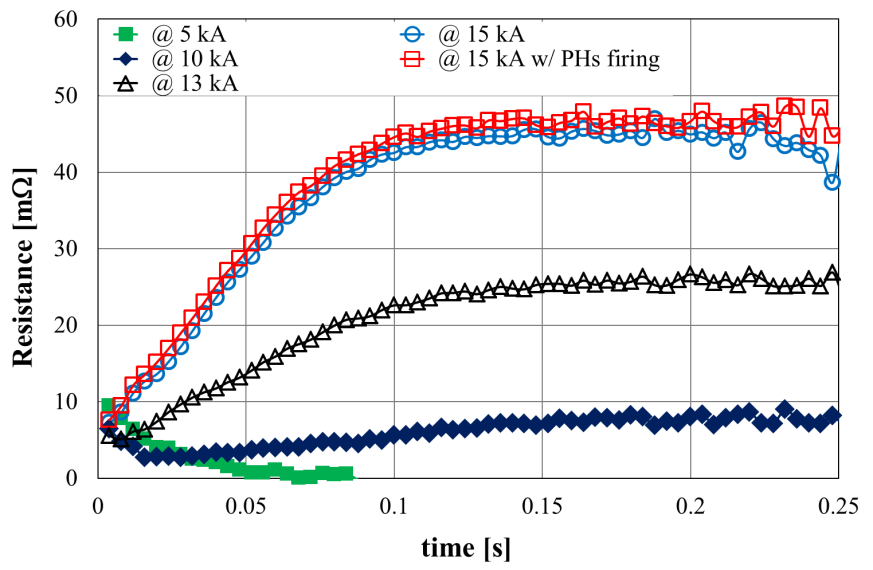 60
50
40
30
20
10
0
Resistance [mΩ]
@ 5 kA
@ 10 kA
@ 13 kA
@ 15 kA
@ 15 kA w/ PHs firing
0
0.05
0.1
0.15
0.2
0.25
time [s]